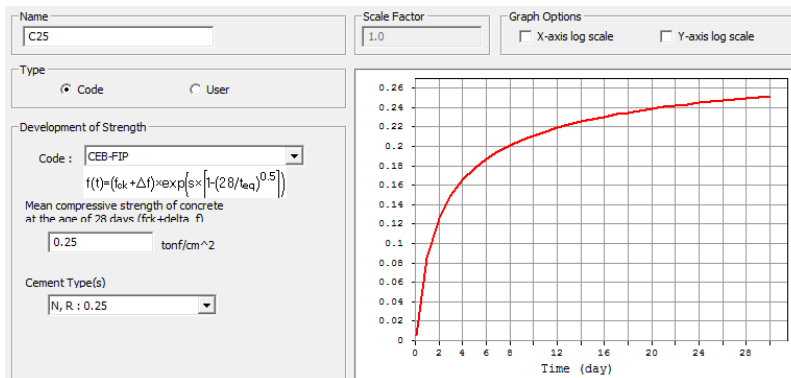 Name
C25
Scale Factor
1.0
Graph Options
X-axis log scale
Y-axis log scale
Type
Code
User
Development of Strength
Code :
CEB-FIP
f(t)=(fck+Δf)×exp{s×[1-(28/teq)^0.5]}
Mean compressive strength of concrete
at the age of 28 days (fck+delta_f)
0.25
tonf/cm^2
Cement Type(s)
N, R : 0.25
0.26
0.24
0.22
0.2
0.18
0.16
0.14
0.12
0.1
0.08
0.06
0.04
0.02
0
0 2 4 6 8 12 16 20 24 28
Time (day)